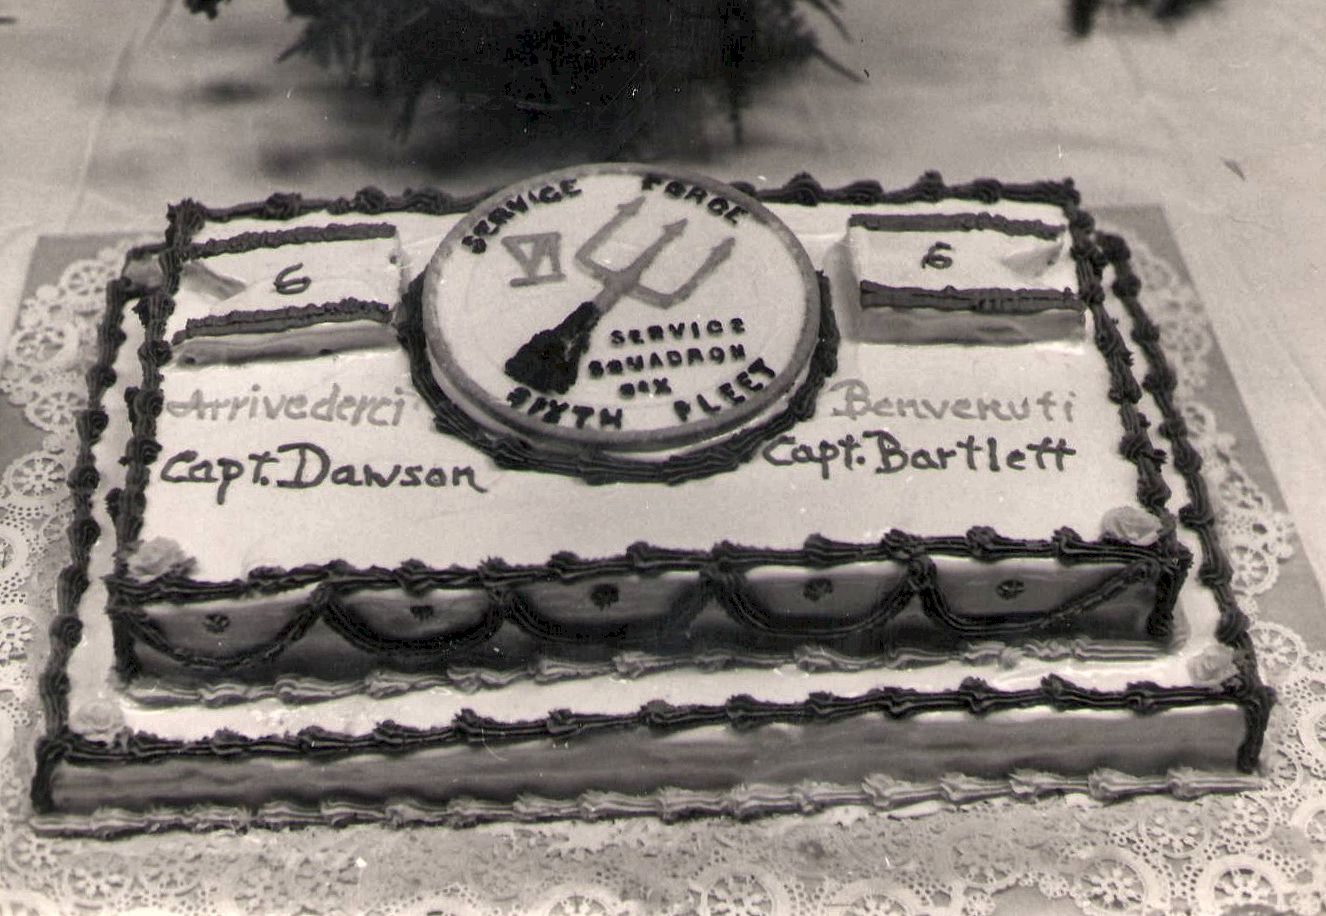 SERVICE FORCE
VI
SERVICE
SQUADRON
SIX
SIXTH FLEET
6
6
Arrivederci
Capt. Dawson
Benvenuti
Capt. Bartlett